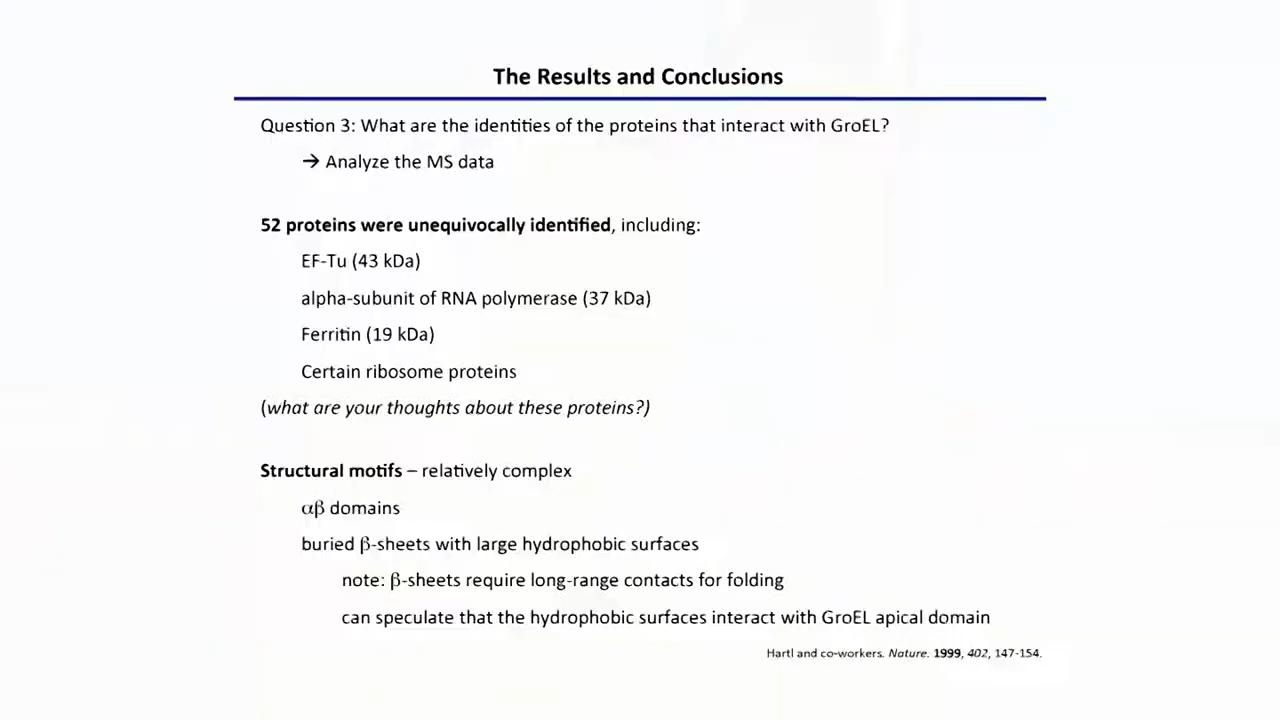 The Results and Conclusions
Question 3: What are the identities of the proteins that interact with GroEL?
→ Analyze the MS data
52 proteins were unequivocally identified, including:
EF-Tu (43 kDa)
alpha-subunit of RNA polymerase (37 kDa)
Ferritin (19 kDa)
Certain ribosome proteins
(what are your thoughts about these proteins?)
Structural motifs – relatively complex
αβ domains
buried β-sheets with large hydrophobic surfaces
note: β-sheets require long-range contacts for folding
can speculate that the hydrophobic surfaces interact with GroEL apical domain
Hartl and co-workers. Nature. 1999, 402, 147-154.